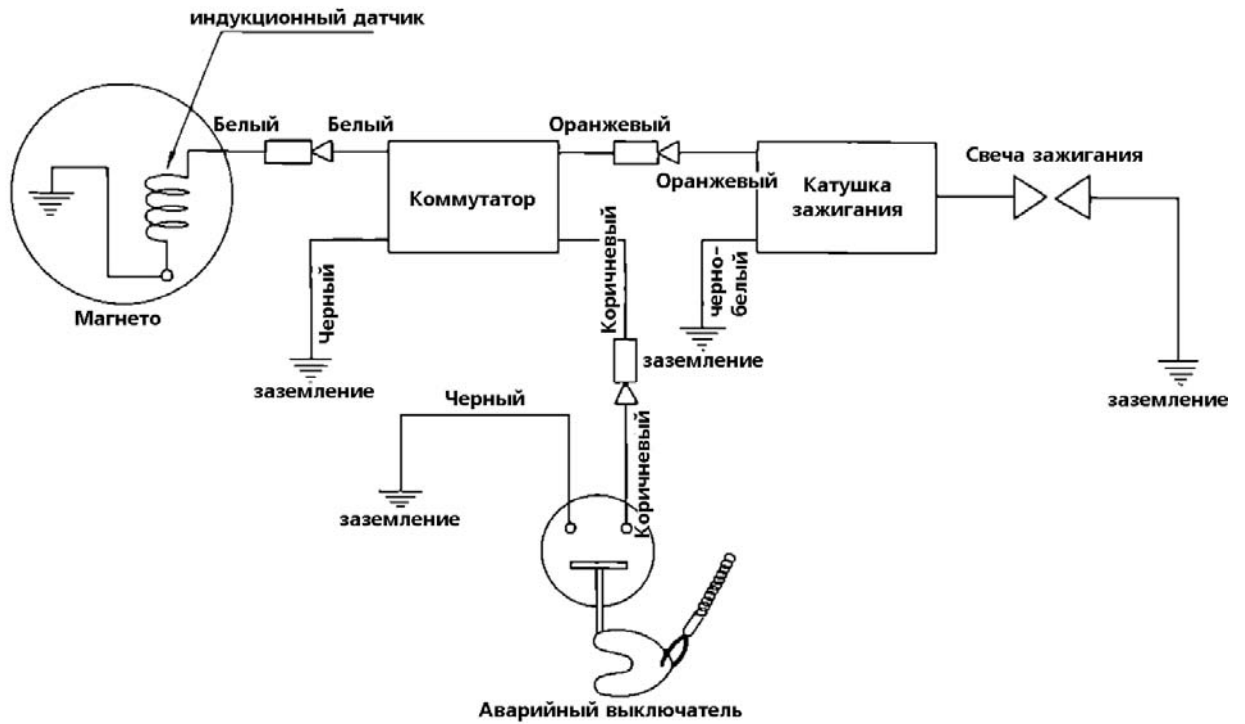 индукционный датчик
Белый
Белый
Оранжевый
Оранжевый
Свеча зажигания
Коммутатор
Катушка
зажигания
Магнето
Черный
заземление
Коричневый
черно-
белый
заземление
заземление
Черный
заземление
Коричневый
Аварийный выключатель